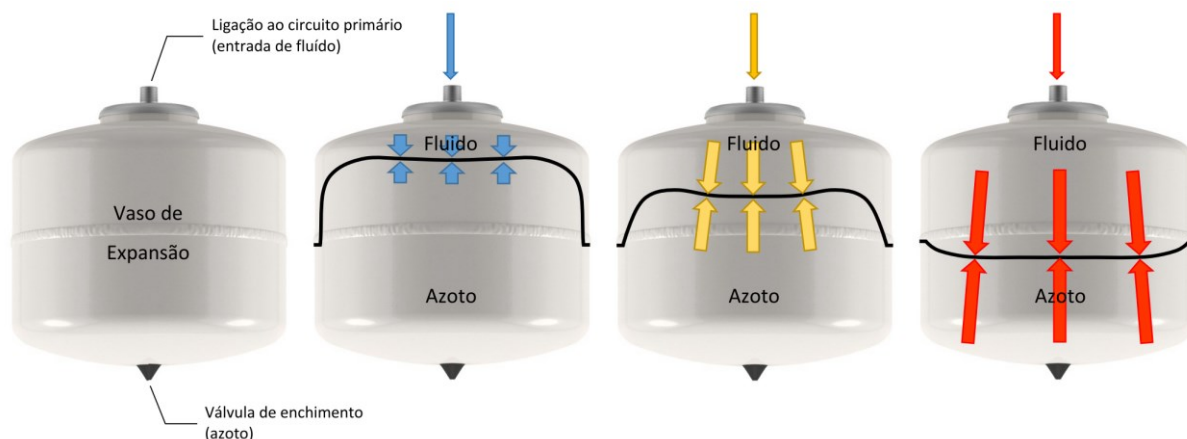 Ligação ao circuito primário
(entrada de fluído)
Vaso de
Expansão
Válvula de enchimento
(azoto)
Fluido
Azoto
Fluido
Azoto
Fluido
Azoto